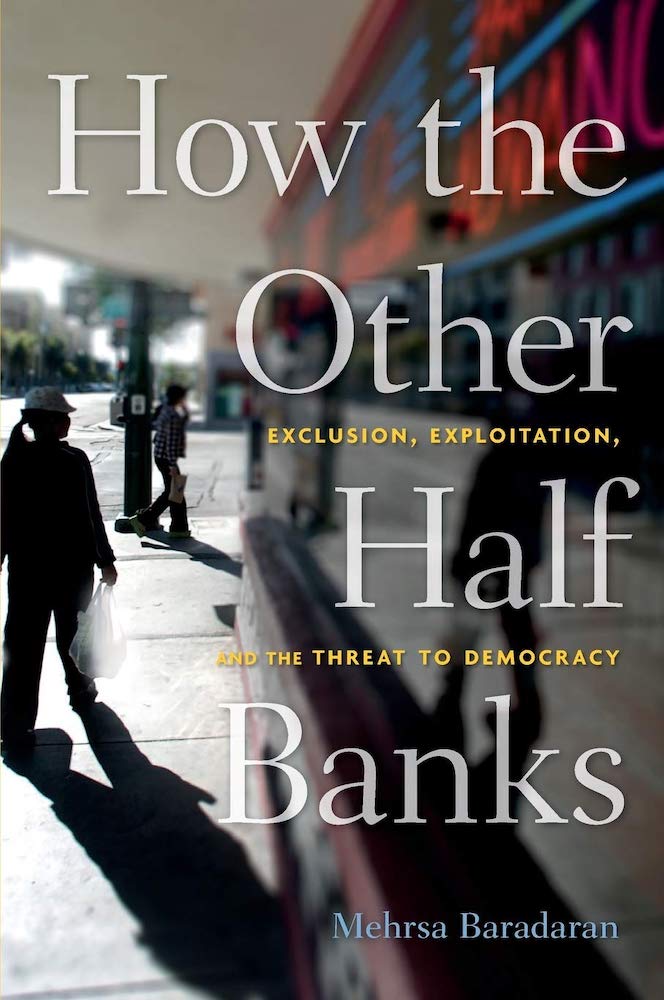 How the
Other
EXCLUSION, EXPLOITATION,
Half
AND THE THREAT TO DEMOCRACY
Banks
Mehrsa Baradaran